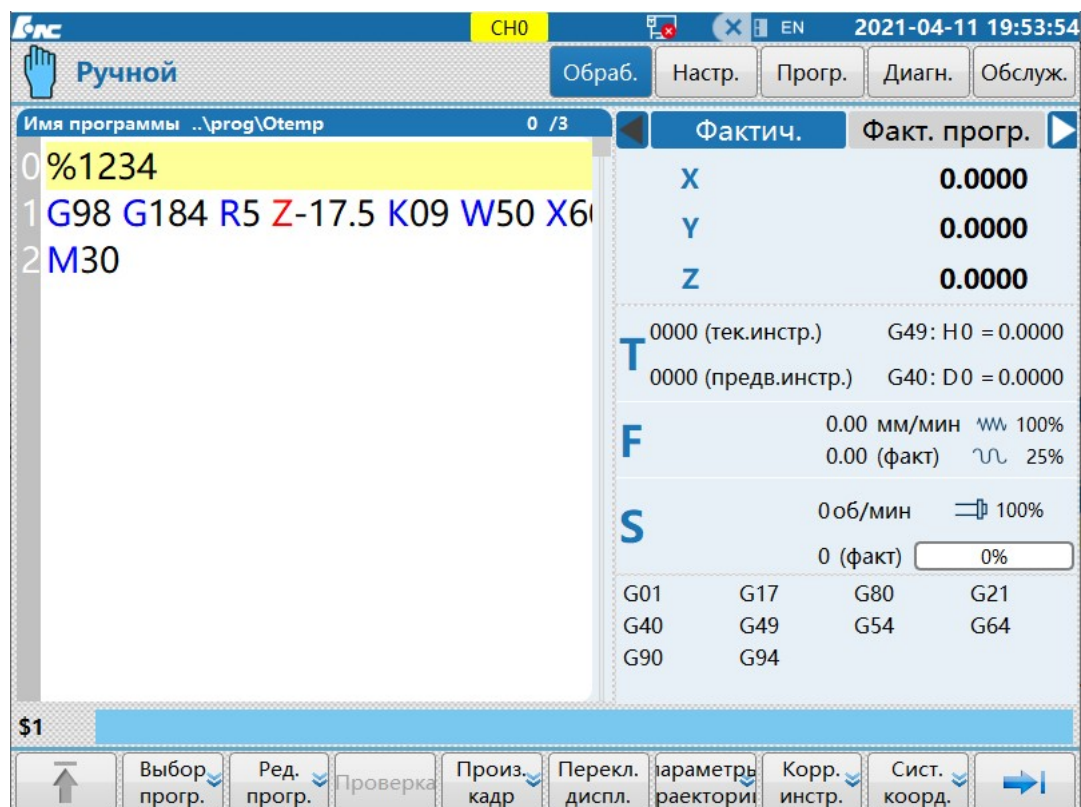 CH0 EN 2021-04-11 19:53:54
Ручной
Обраб. Настр. Прогр. Диагн. Обслуж.
Имя программы ..\prog\Otemp 0 /3
0 %1234
1 G98 G184 R5 Z-17.5 K09 W50 X6
2 M30
Фактич. Факт. прогр.
X 0.0000
Y 0.0000
Z 0.0000
T
0000 (тек.инстр.) G49: H0 = 0.0000
0000 (предв.инстр.) G40: D0 = 0.0000
F
0.00 мм/мин 100%
0.00 (факт) 25%
S
0 об/мин 100%
0 (факт) 0%
G01 G17 G80 G21
G40 G49 G54 G64
G90 G94
$1
Выбор прогр.
Ред. прогр.
Проверка
Произ. кадр
Перекл. диспл.
Корр. инстр.
Сист. коорд.